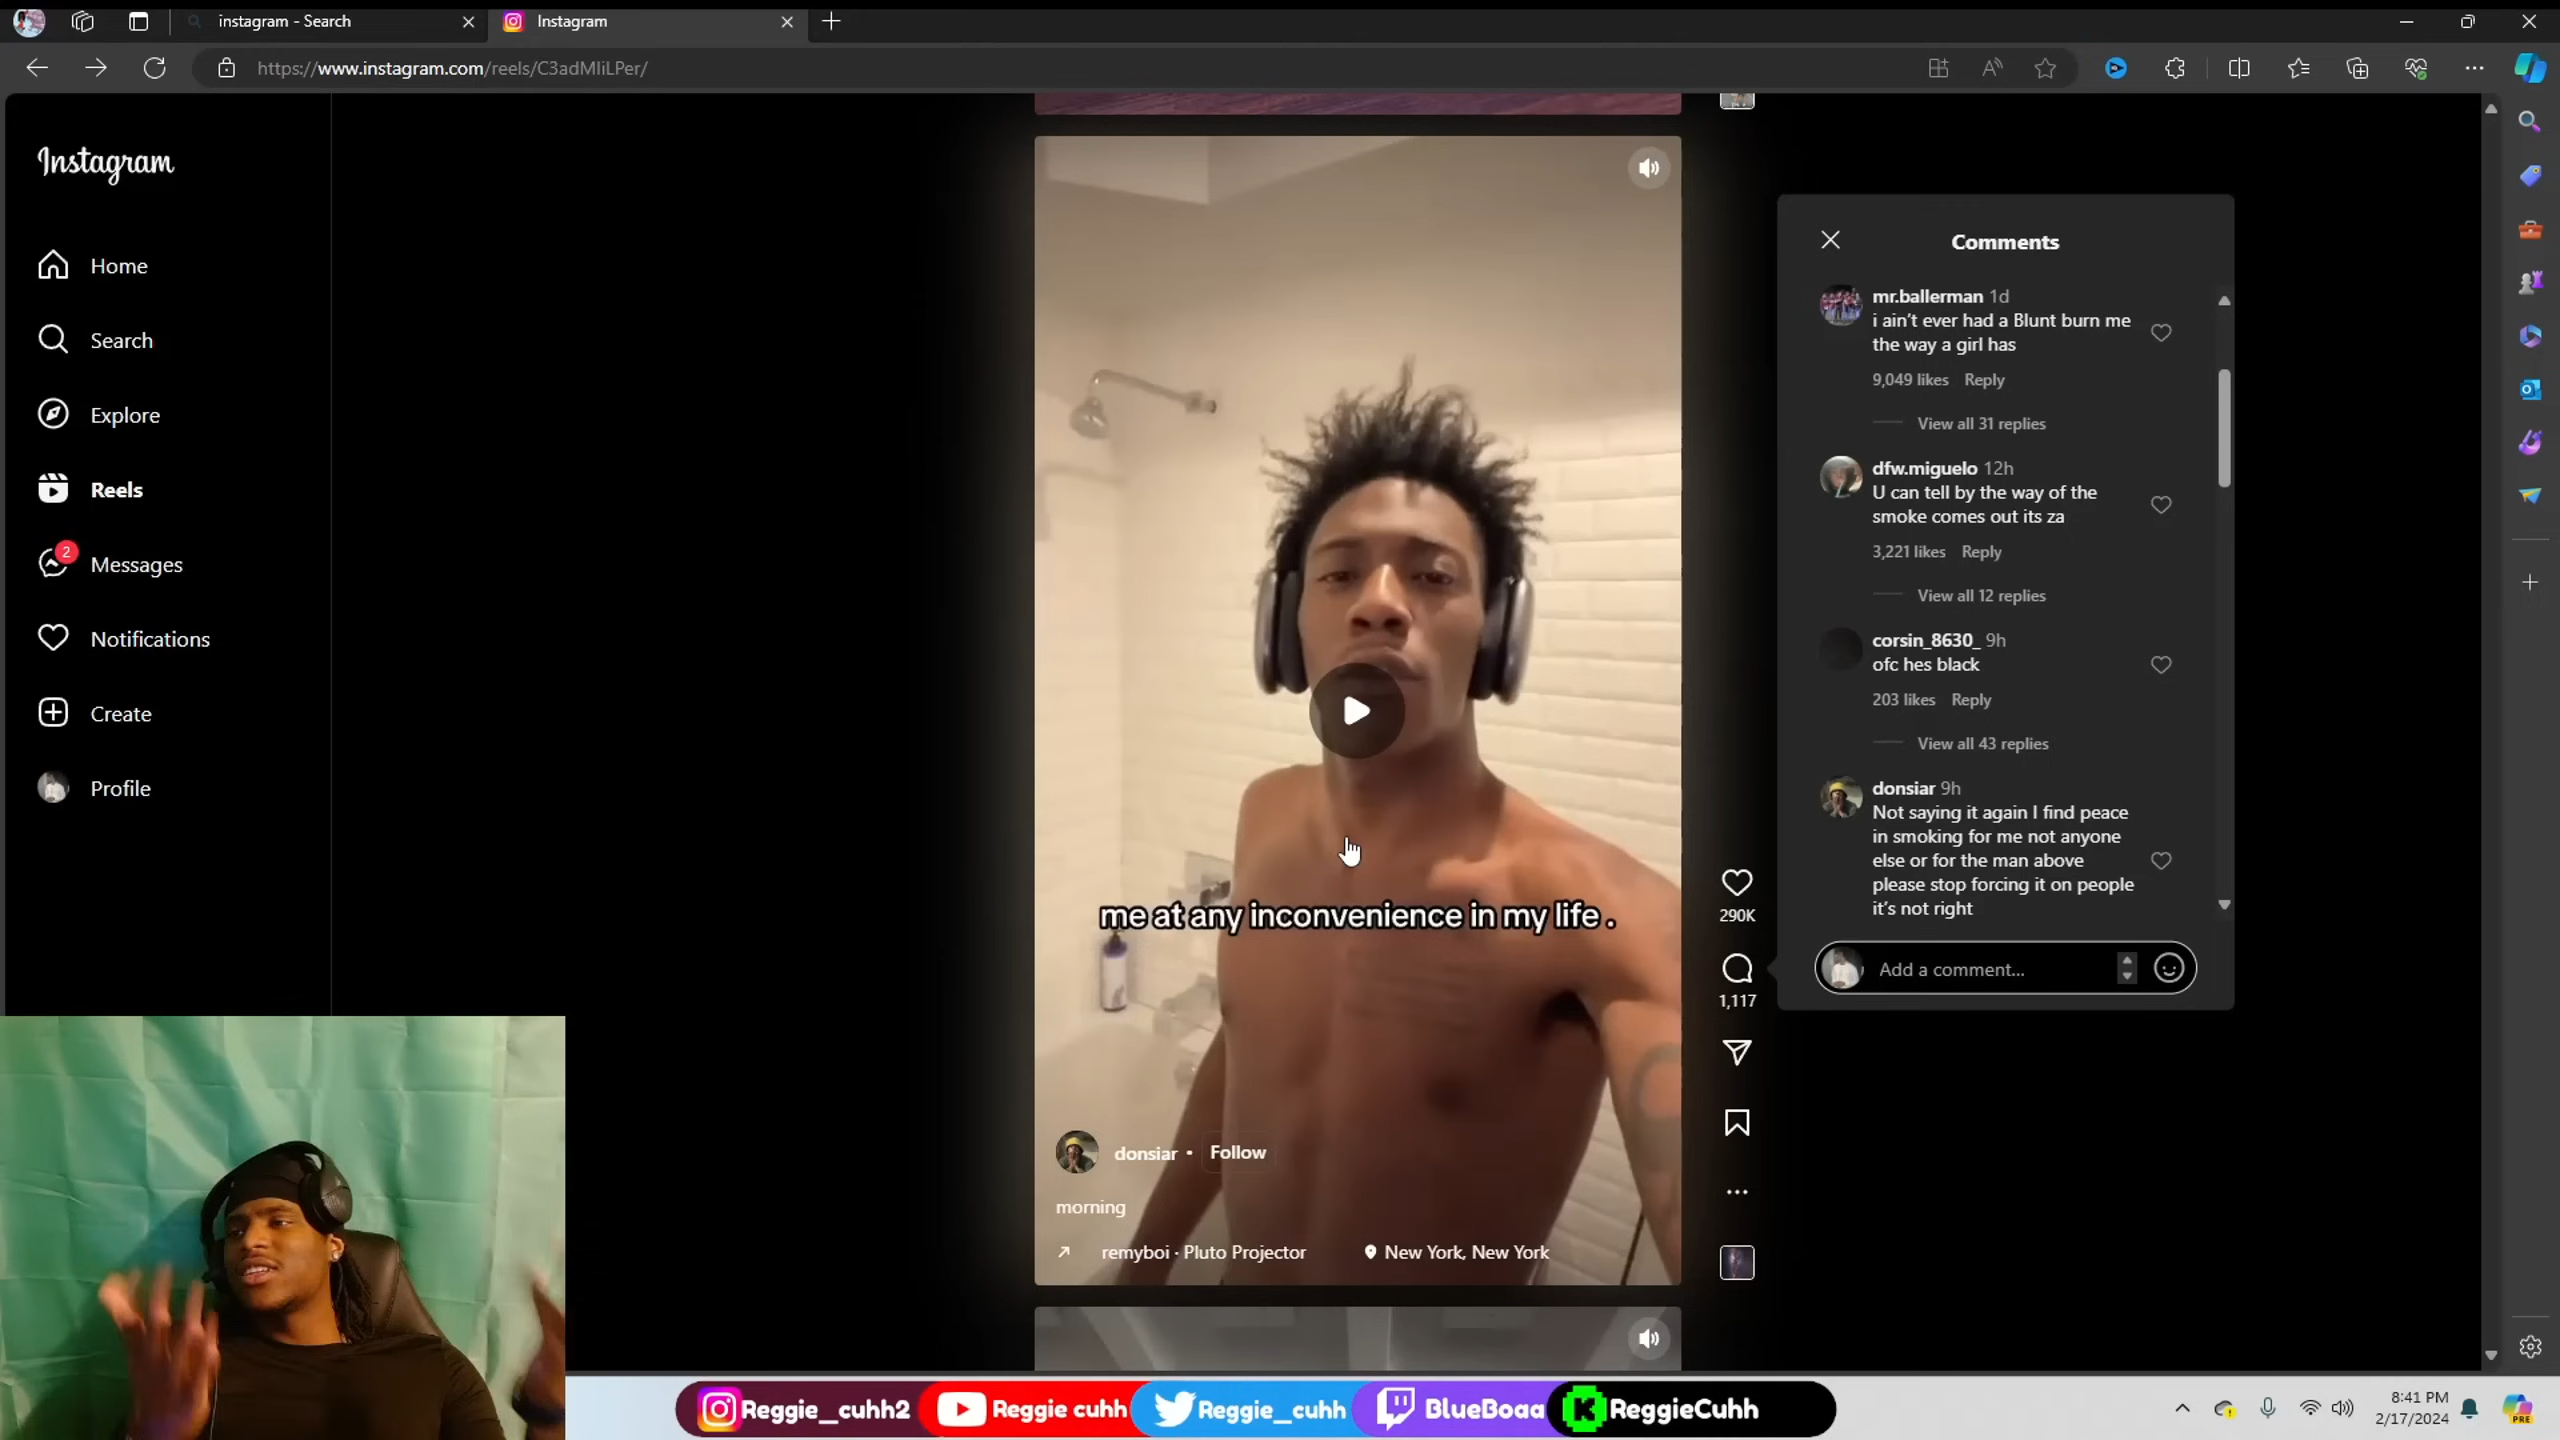 instagram - Search
Instagram
https://www.instagram.com/reels/C3adMIiLPer/
Instagram
Home
Search
Explore
Reels
2
Messages
Notifications
Create
Profile
me at any inconvenience in my life .
donsiar • Follow
morning
remyboi · Pluto Projector
New York, New York
290K
1,117
Comments
mr.ballerman 1d
i ain't ever had a Blunt burn me
the way a girl has
9,049 likes Reply
View all 31 replies
dfw.miguelo 12h
U can tell by the way of the
smoke comes out its za
3,221 likes Reply
View all 12 replies
corsin_8630_ 9h
ofc hes black
203 likes Reply
View all 43 replies
donsiar 9h
Not saying it again I find peace
in smoking for me not anyone
else or for the man above
please stop forcing it on people
it's not right
Add a comment...
Reggie_cuhh2
Reggie cuhh
Reggie_cuhh
BlueBoaa
ReggieCuhh
8:41 PM
2/17/2024
PRE